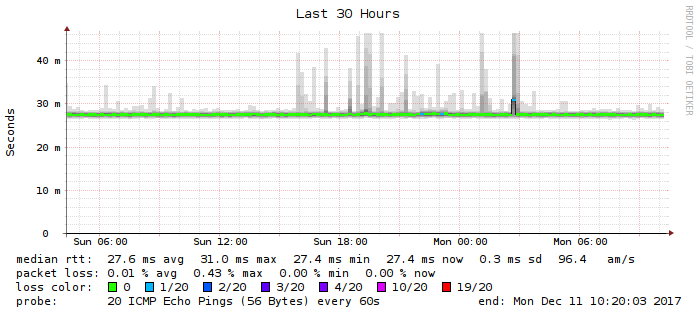 Last 30 Hours
RRDTOOL / TOBI OETIKER
Seconds
40 m
30 m
20 m
10 m
0
Sun 06:00 Sun 12:00 Sun 18:00 Mon 00:00 Mon 06:00
median rtt: 27.6 ms avg 31.0 ms max 27.4 ms min 27.4 ms now 0.3 ms sd 96.4 am/s
packet loss: 0.01 % avg 0.43 % max 0.00 % min 0.00 % now
loss color: 0 1/20 2/20 3/20 4/20 10/20 19/20
probe: 20 ICMP Echo Pings (56 Bytes) every 60s end: Mon Dec 11 10:20:03 2017